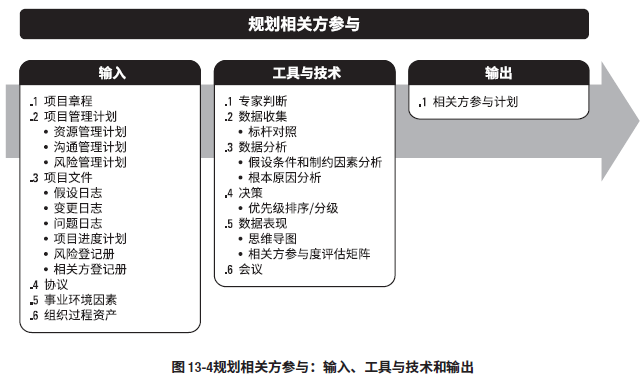 规划相关方参与
输入
.1 项目章程
.2 项目管理计划
• 资源管理计划
• 沟通管理计划
• 风险管理计划
.3 项目文件
• 假设日志
• 变更日志
• 问题日志
• 项目进度计划
• 风险登记册
• 相关方登记册
.4 协议
.5 事业环境因素
.6 组织过程资产
工具与技术
.1 专家判断
.2 数据收集
• 标杆对照
.3 数据分析
• 假设条件和制约因素分析
• 根本原因分析
.4 决策
• 优先级排序/分级
.5 数据表现
• 思维导图
• 相关方参与度评估矩阵
.6 会议
输出
.1 相关方参与计划
图 13-4规划相关方参与：输入、工具与技术和输出